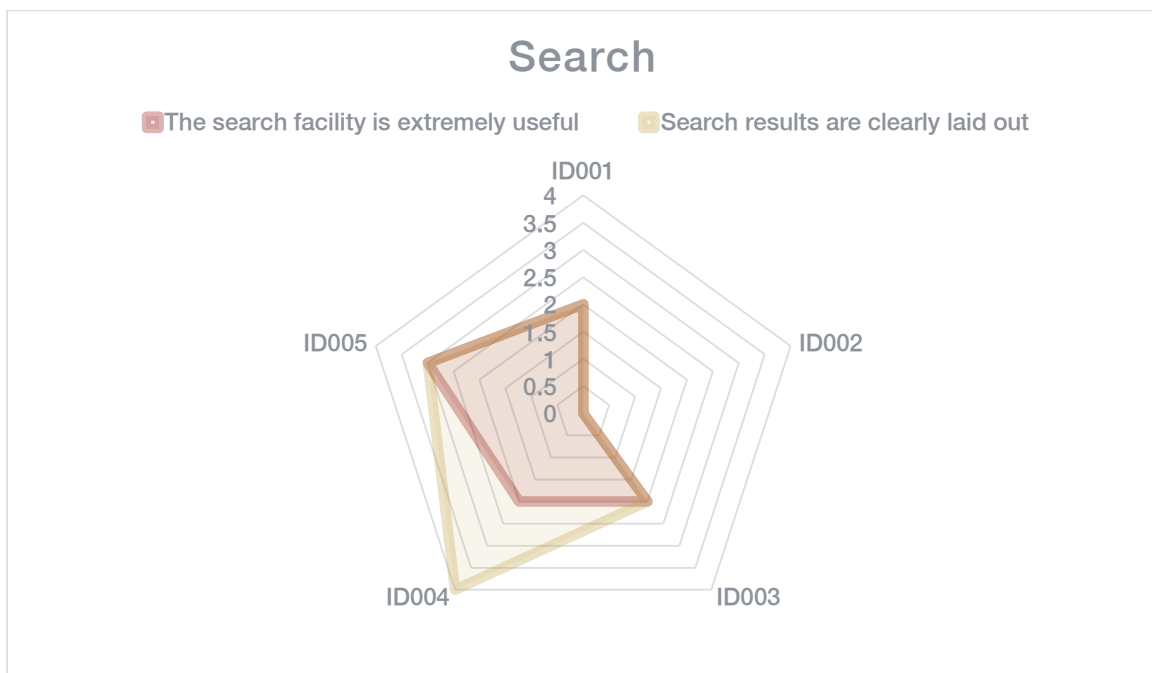 Search
The search facility is extremely useful
Search results are clearly laid out
ID001
4
3.5
3
2.5
2
1.5
1
0.5
0
ID005
ID002
ID004
ID003